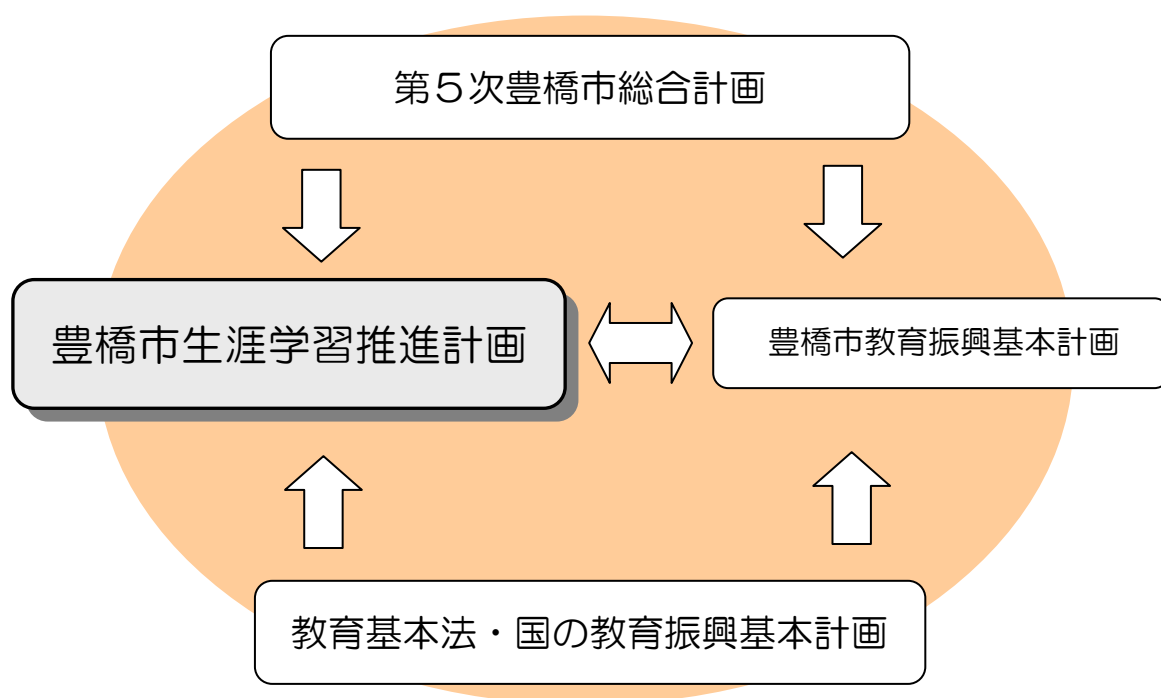 第５次豊橋市総合計画
豊橋市生涯学習推進計画
豊橋市教育振興基本計画
教育基本法・国の教育振興基本計画